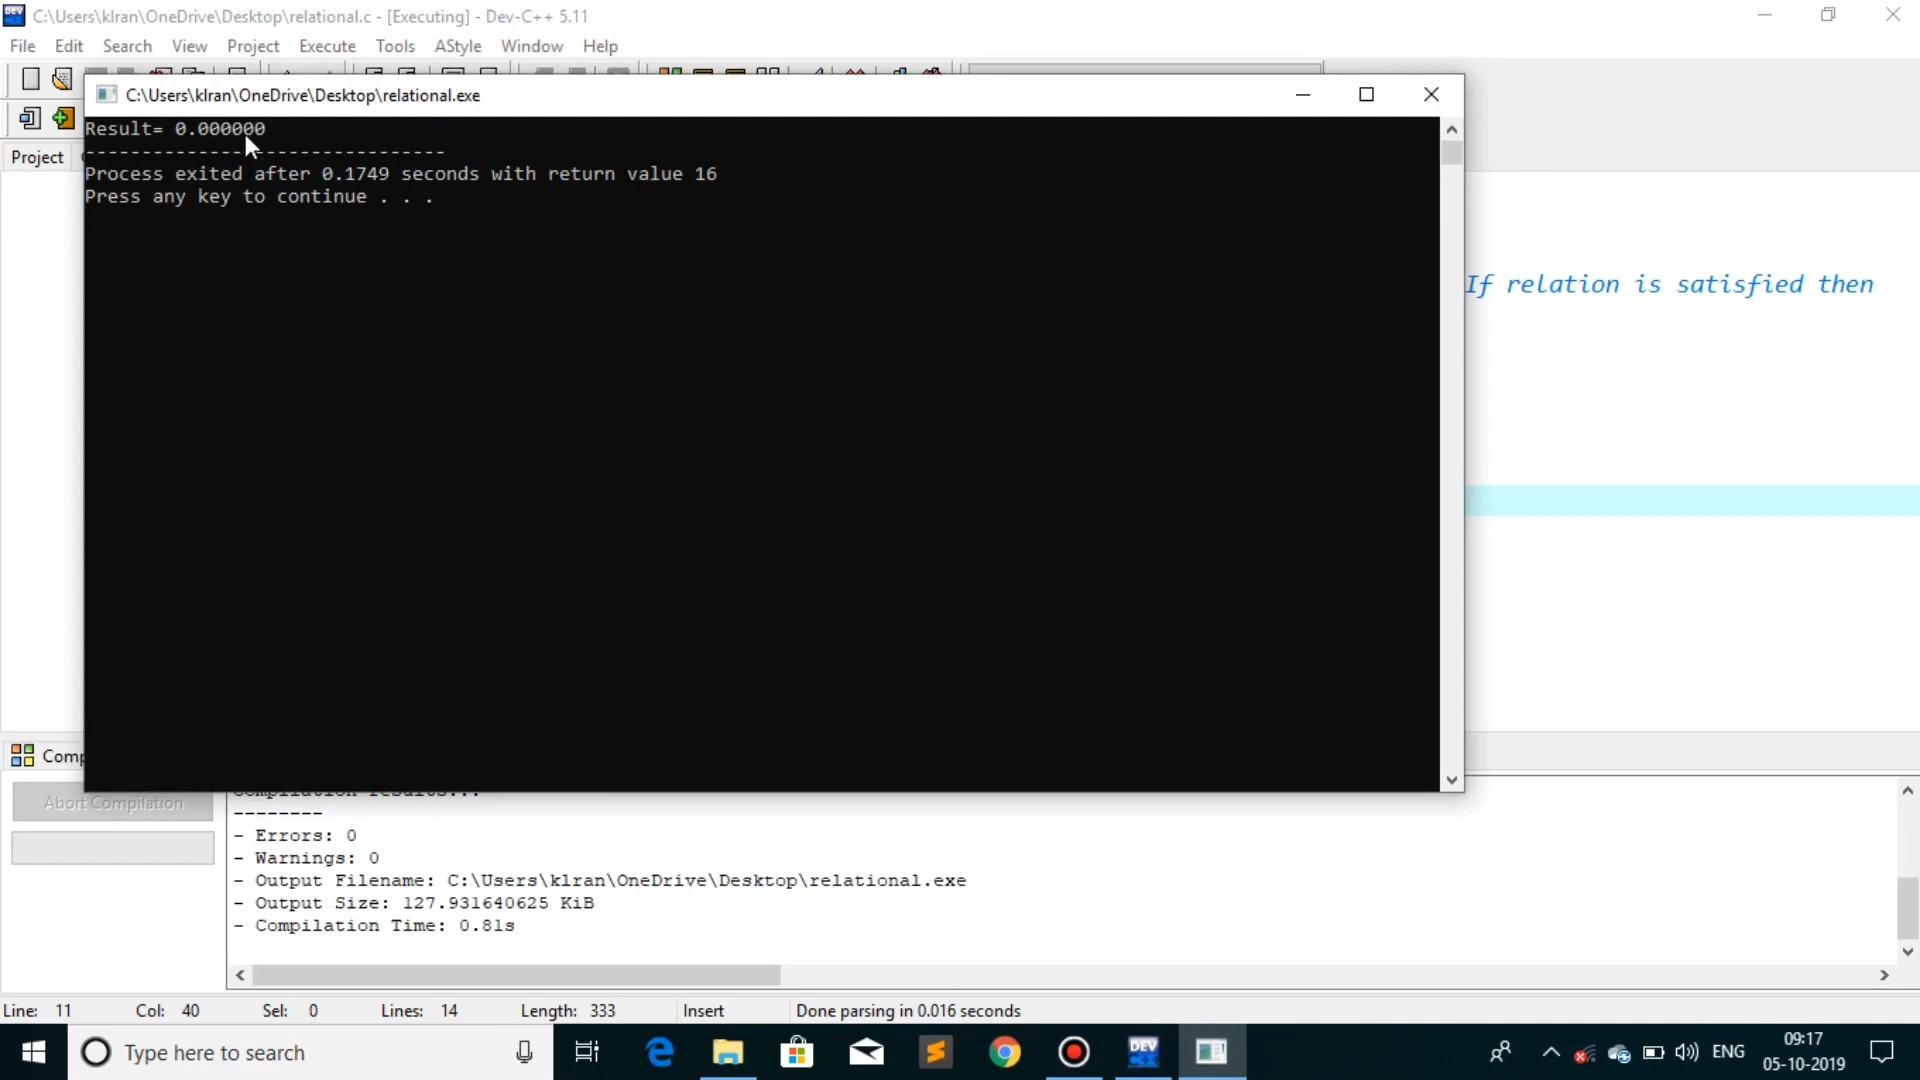 C:\Users\klran\OneDrive\Desktop\relational.c - [Executing] - Dev-C++ 5.11
File Edit Search View Project Execute Tools AStyle Window Help
C:\Users\klran\OneDrive\Desktop\relational.exe
Result= 0.000000
--------------------------------
Process exited after 0.1749 seconds with return value 16
Press any key to continue . . .
Project
If relation is satisfied then
Comp
Abort Compilation
Compilation results...
--------
- Errors: 0
- Warnings: 0
- Output Filename: C:\Users\klran\OneDrive\Desktop\relational.exe
- Output Size: 127.931640625 KiB
- Compilation Time: 0.81s
Line: 11 Col: 40 Sel: 0 Lines: 14 Length: 333 Insert Done parsing in 0.016 seconds
Type here to search
DEV
ENG
09:17
05-10-2019